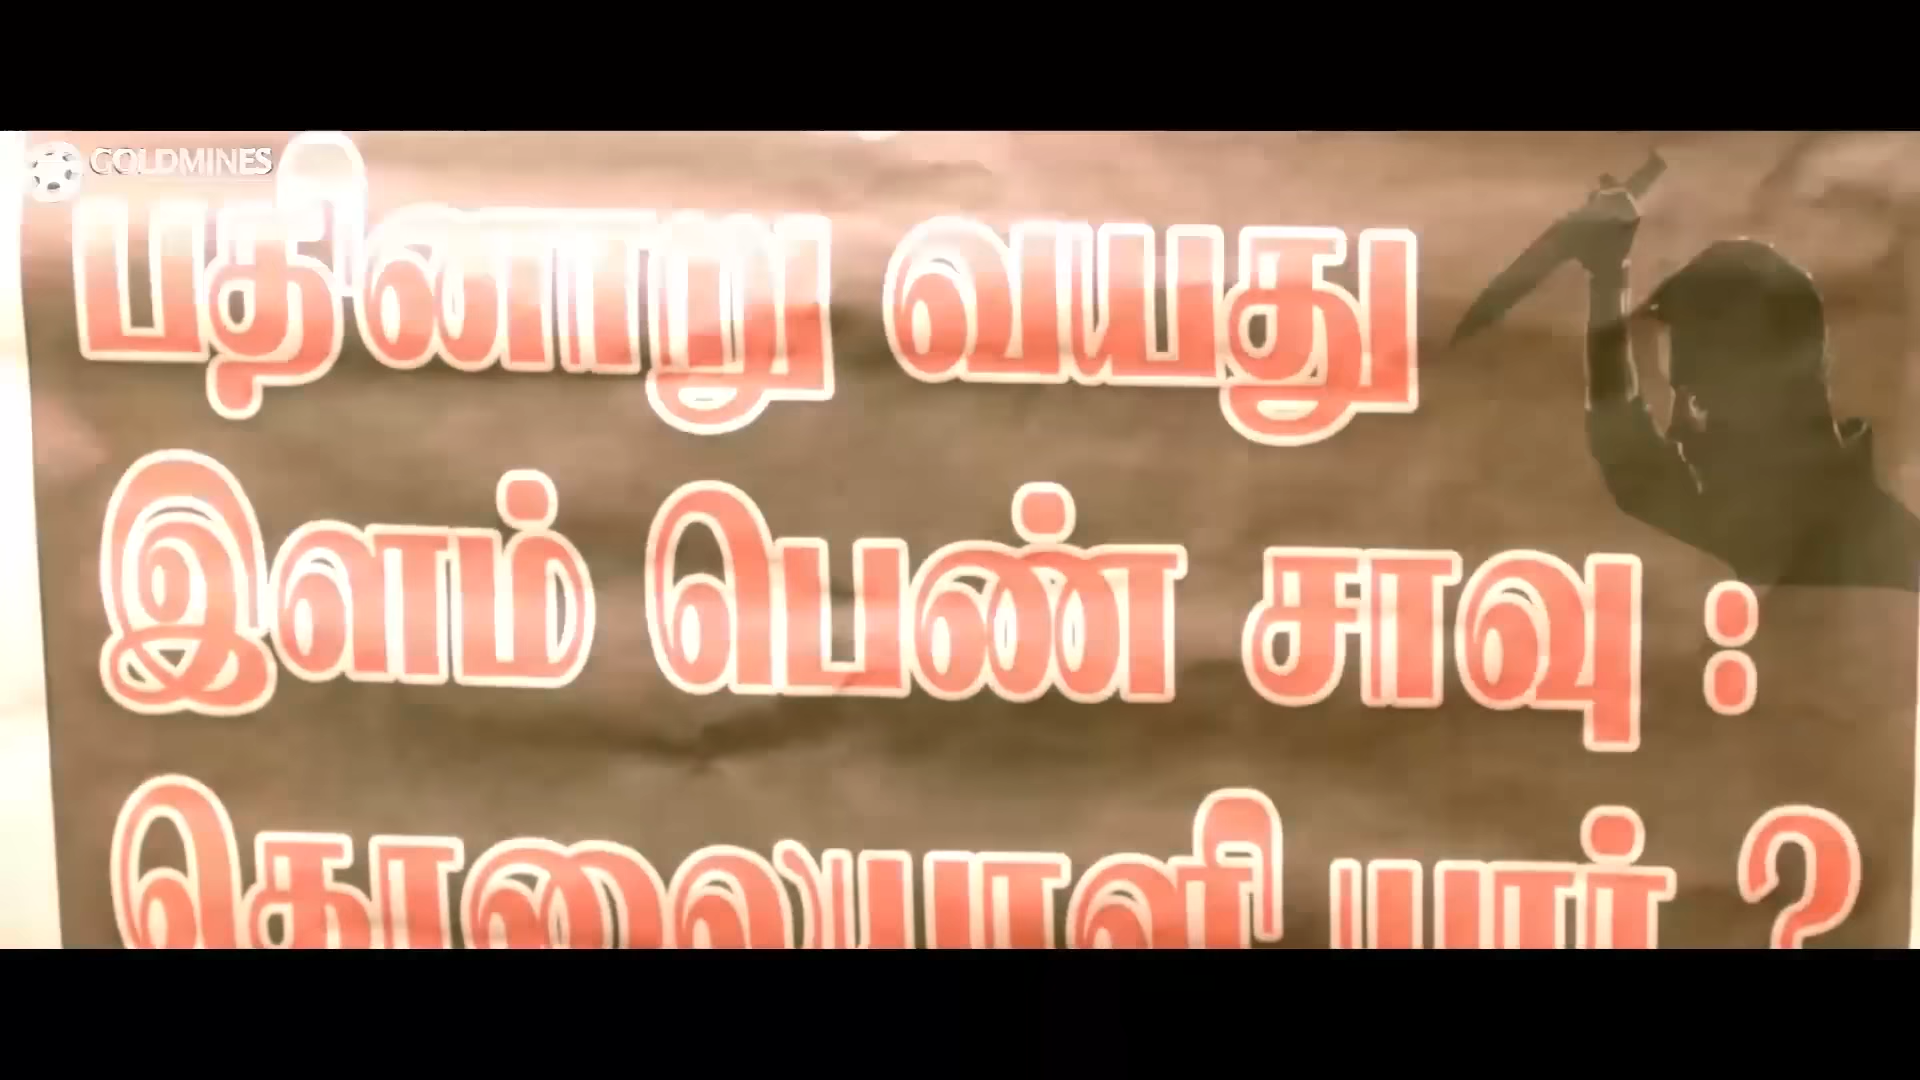 GOLDMINES
பதினாறு வயது
இளம் பெண் சாவு :
கொலையாளி யார் ?